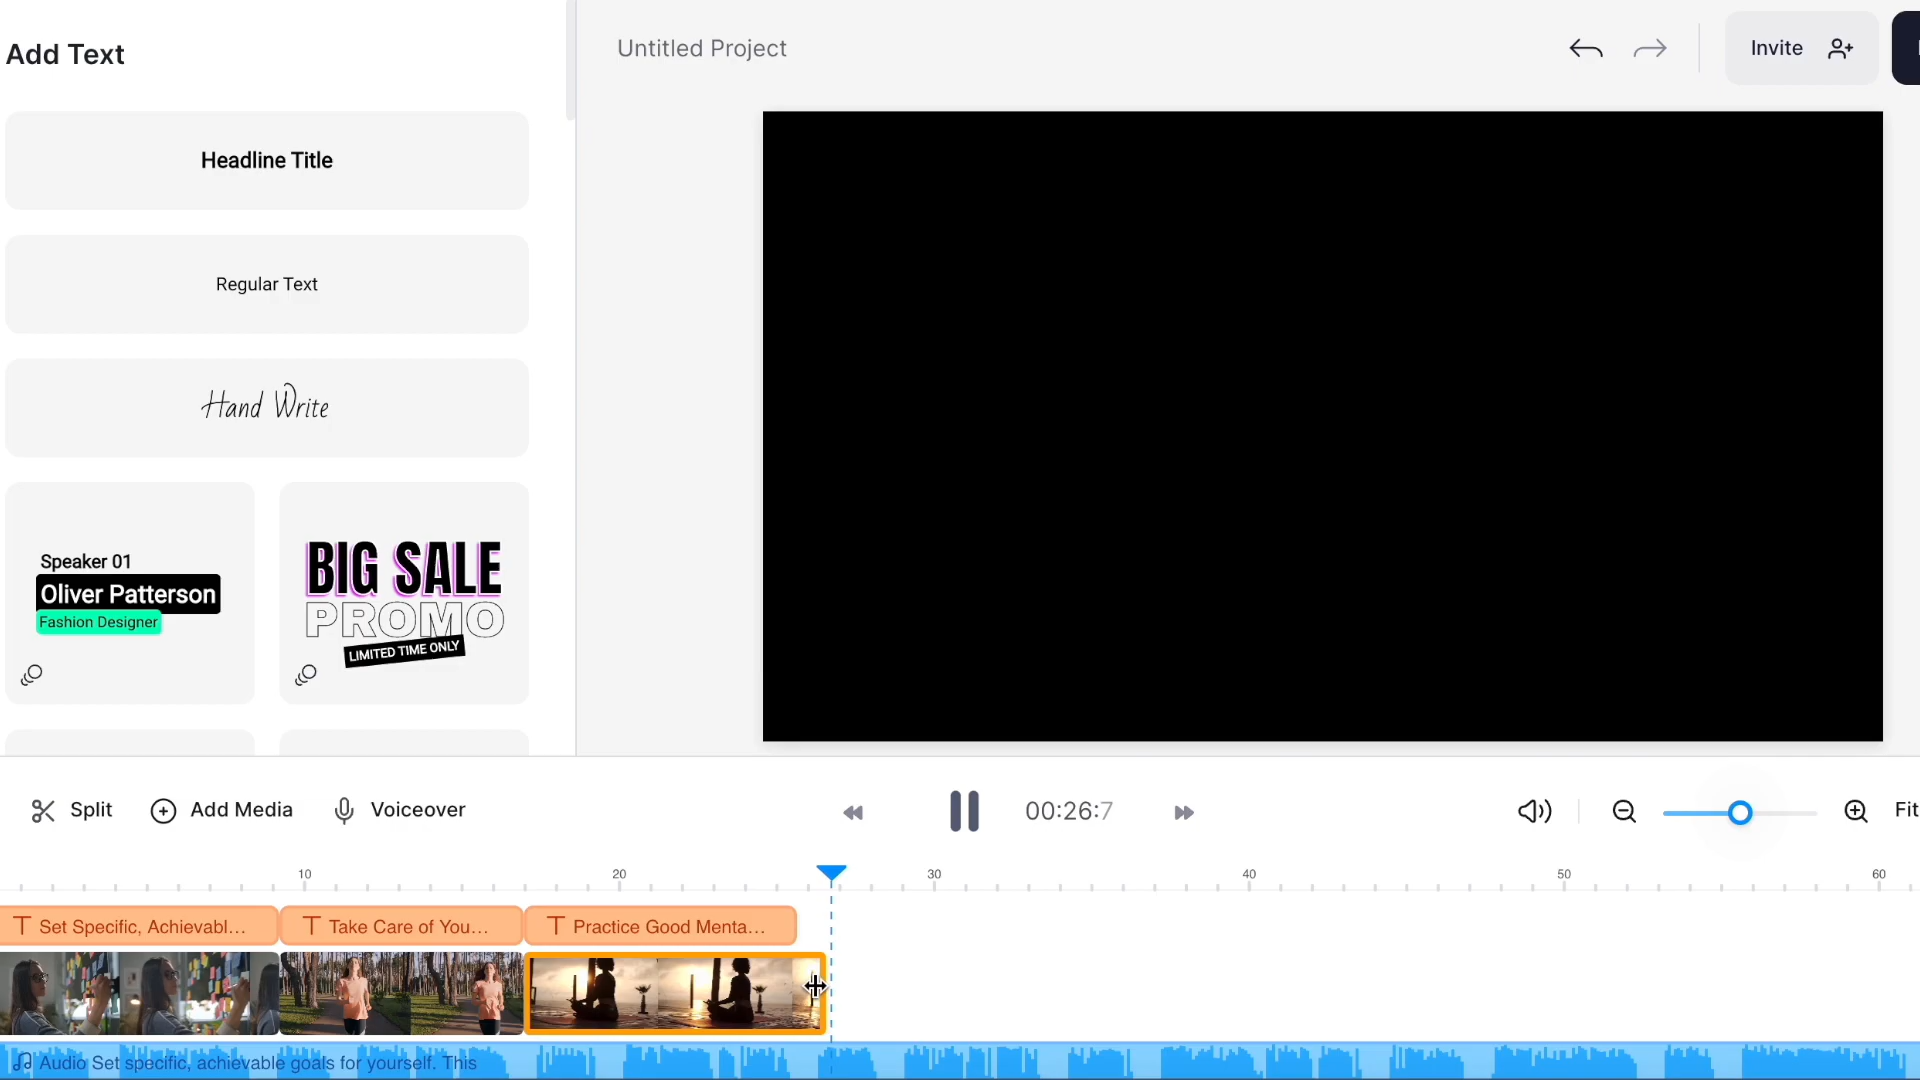 Add Text
Untitled Project
Invite
Headline Title
Regular Text
Hand Write
Speaker 01
Oliver Patterson
Fashion Designer
BIG SALE
PROMO
LIMITED TIME ONLY
Split
Add Media
Voiceover
00:26:7
Fit
10
20
30
40
50
60
Set Specific, Achievabl...
Take Care of You...
Practice Good Menta...
Audio Set specific, achievable goals for yourself. This